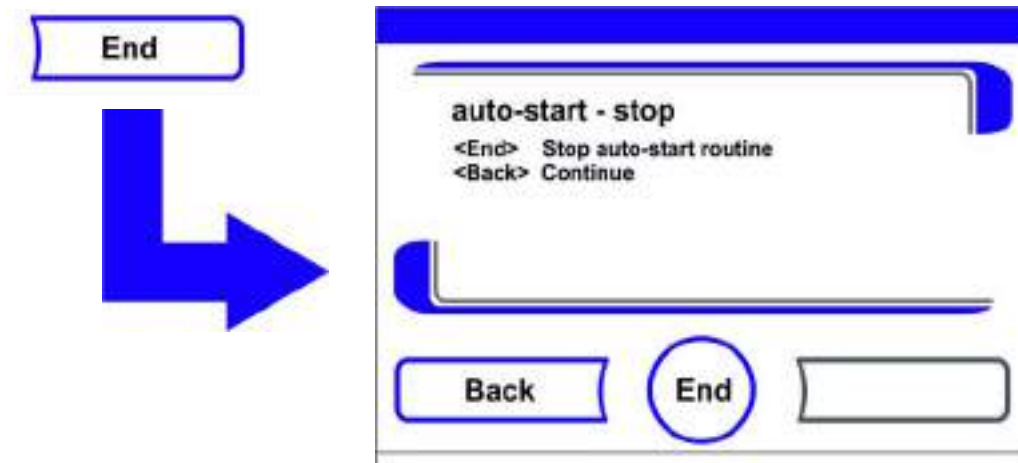 End
auto-start - stop
<End> Stop auto-start routine
<Back> Continue
Back
End